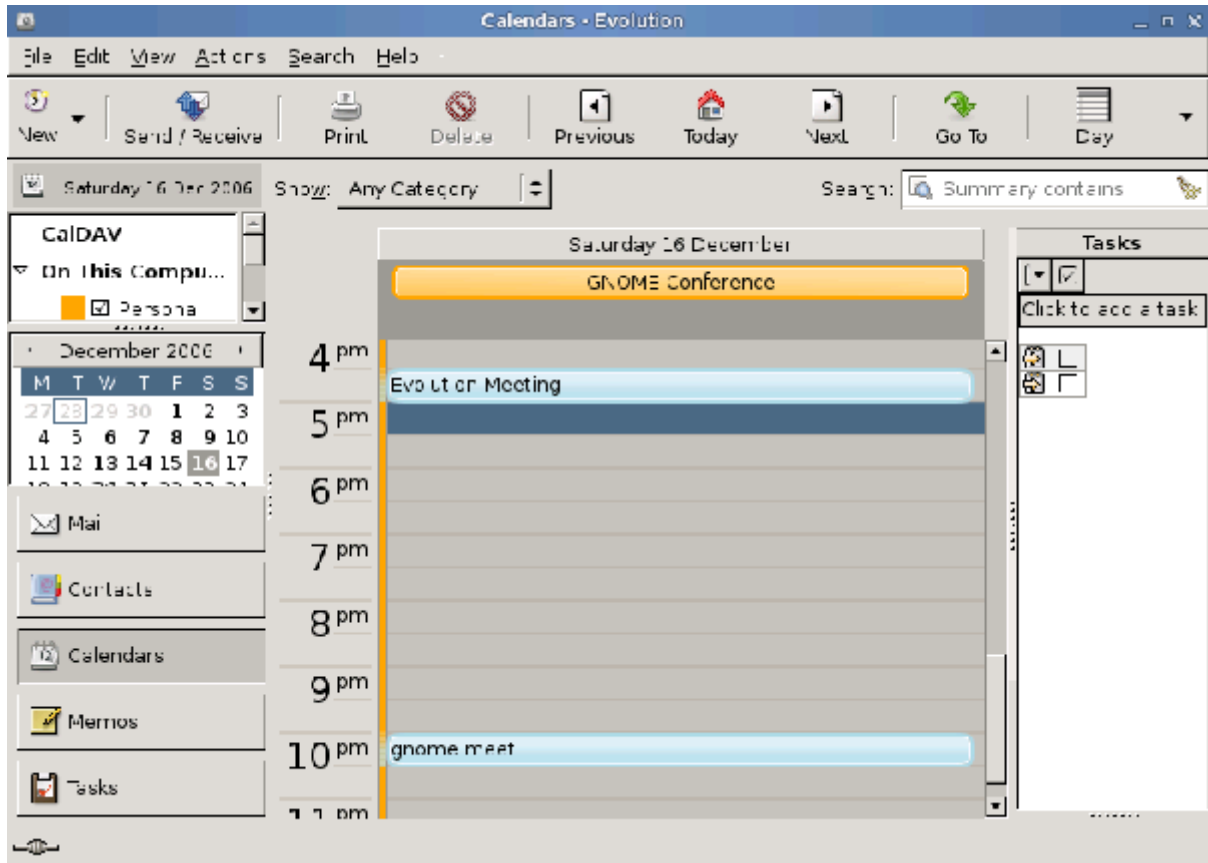 Calendars - Evolution
File Edit View Actions Search Help
New Send / Receive Print Delete Previous Today Next Go To Day
Saturday 16 Dec 2006 Show: Any Category Search: Summary contains
CalDAV
On This Compu...
Persona
December 2006
M T W T F S S
27 28 29 30 1 2 3
4 5 6 7 8 9 10
11 12 13 14 15 16 17
Mai
Contacts
Calendars
Memos
Tasks
Saturday 16 December
GNOME Conference
4 pm
Evolution Meeting
5 pm
6 pm
7 pm
8 pm
9 pm
10 pm
gnome meet
11 pm
Tasks
Click to add a task